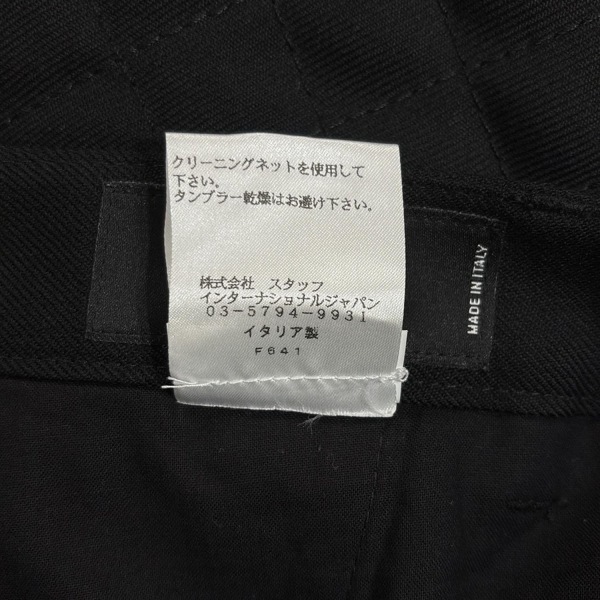 クリーニングネットを使用して
下さい。
タンブラー乾燥はお避け下さい。
株式会社 スタッフ
インターナショナルジャパン
03-5794-9931
イタリア製
F641
MADE IN ITALY